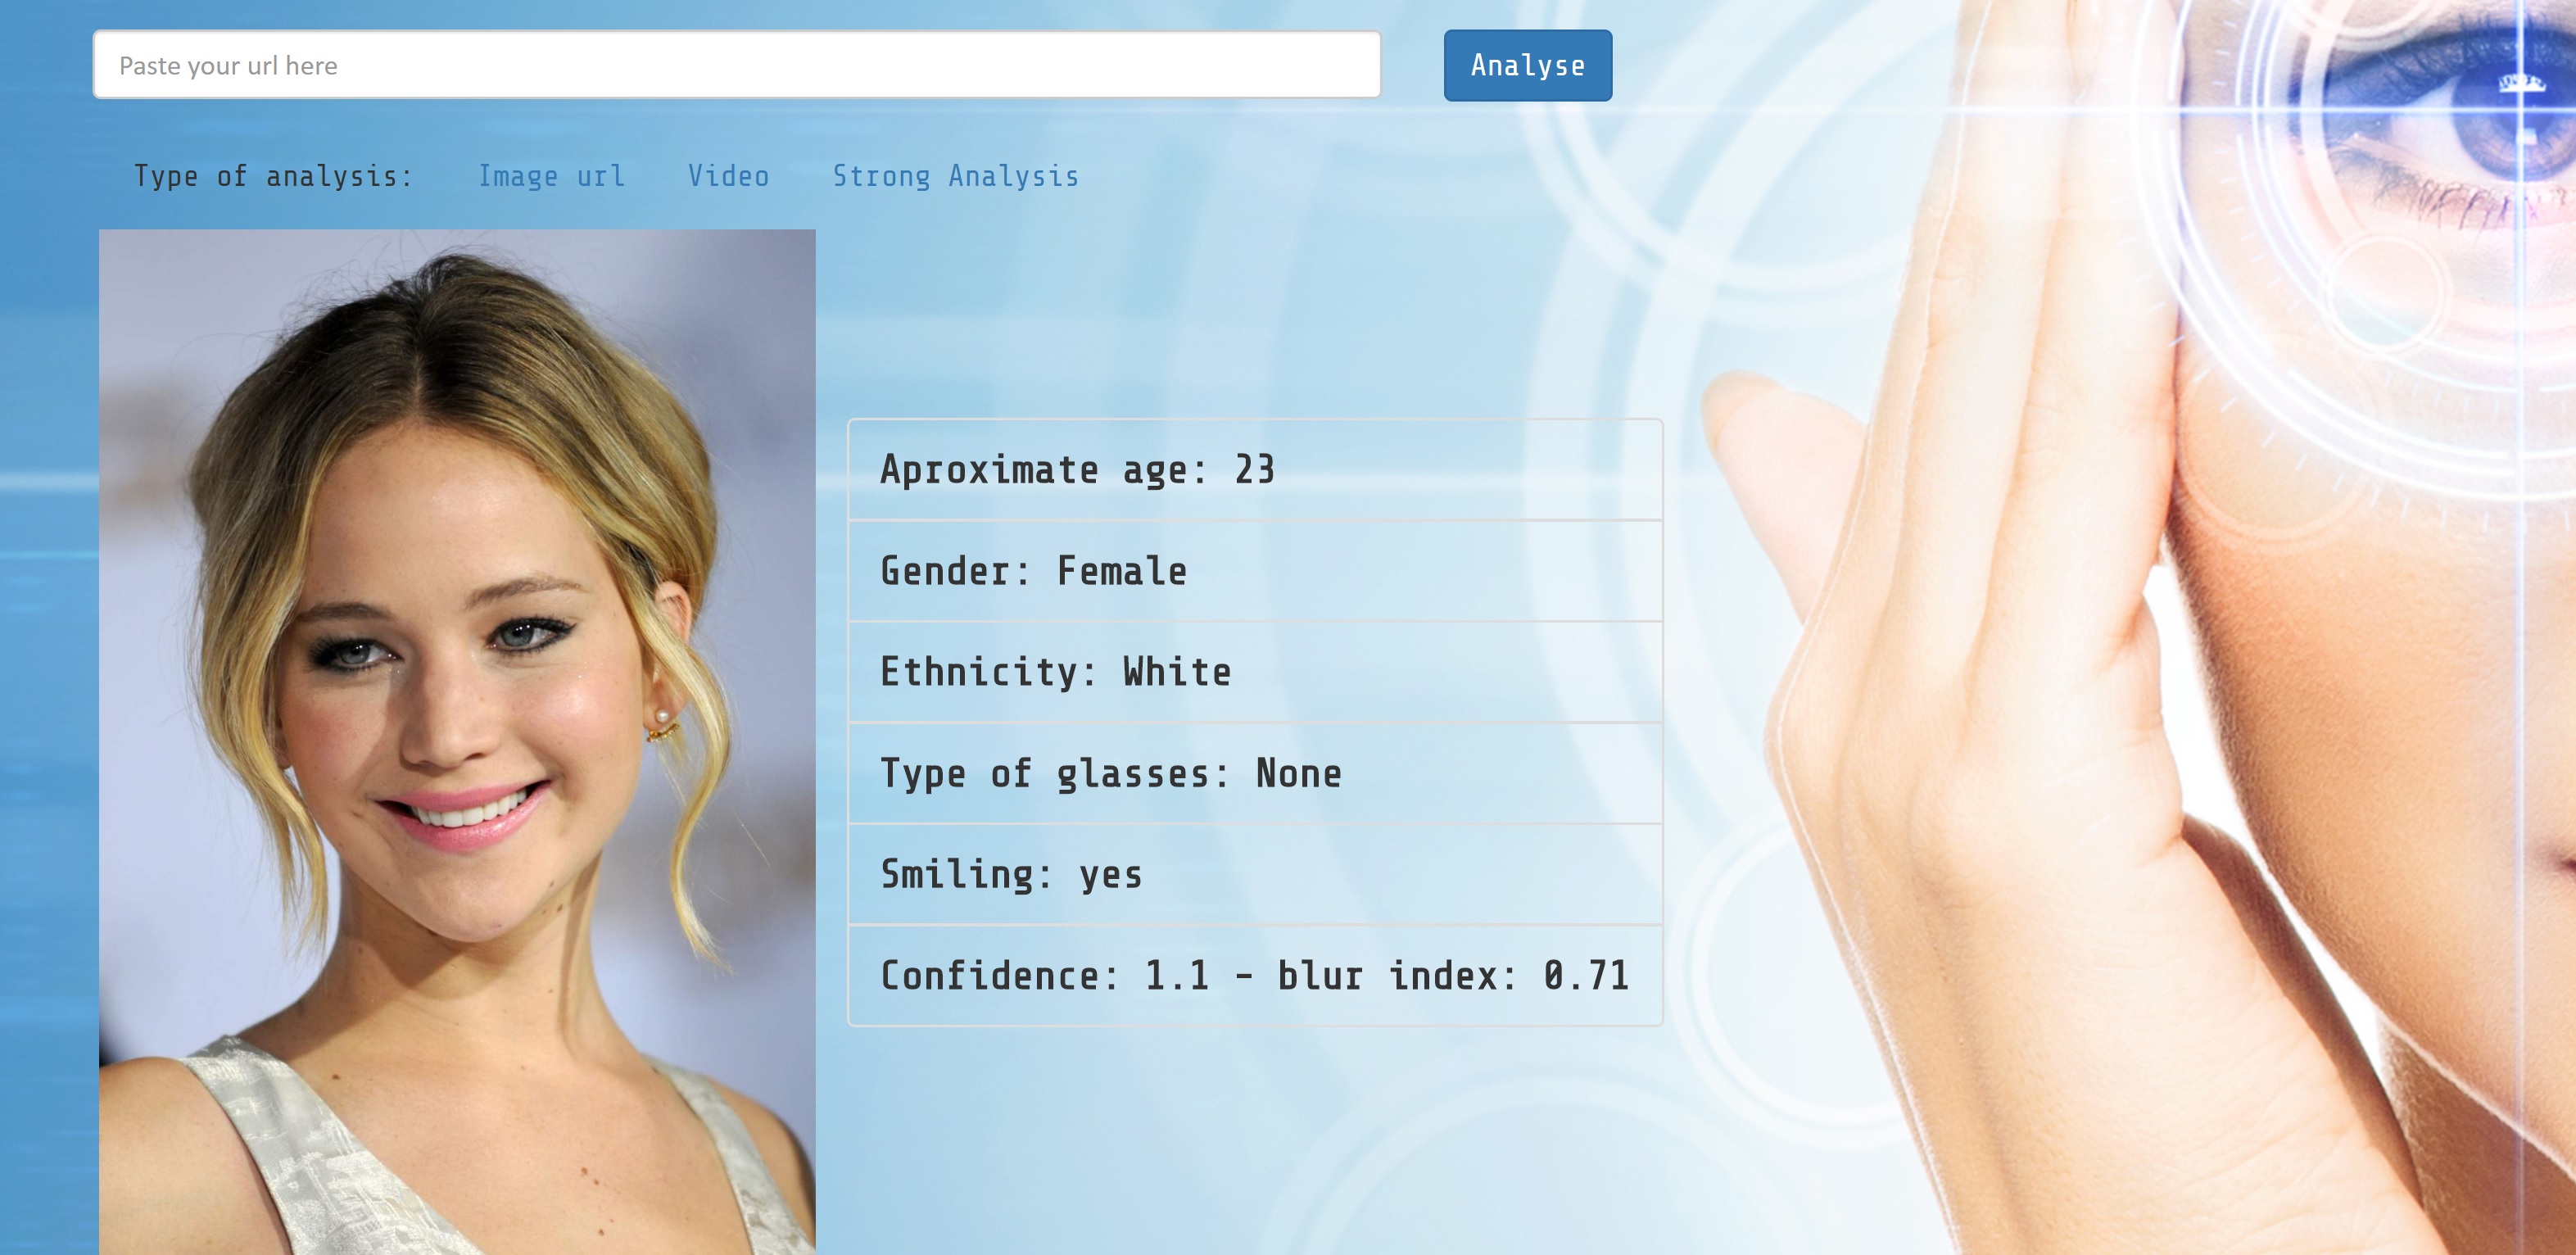 Paste your url here
Analyse
Type of analysis: Image url Video Strong Analysis
Aproximate age: 23
Gender: Female
Ethnicity: White
Type of glasses: None
Smiling: yes
Confidence: 1.1 - blur index: 0.71